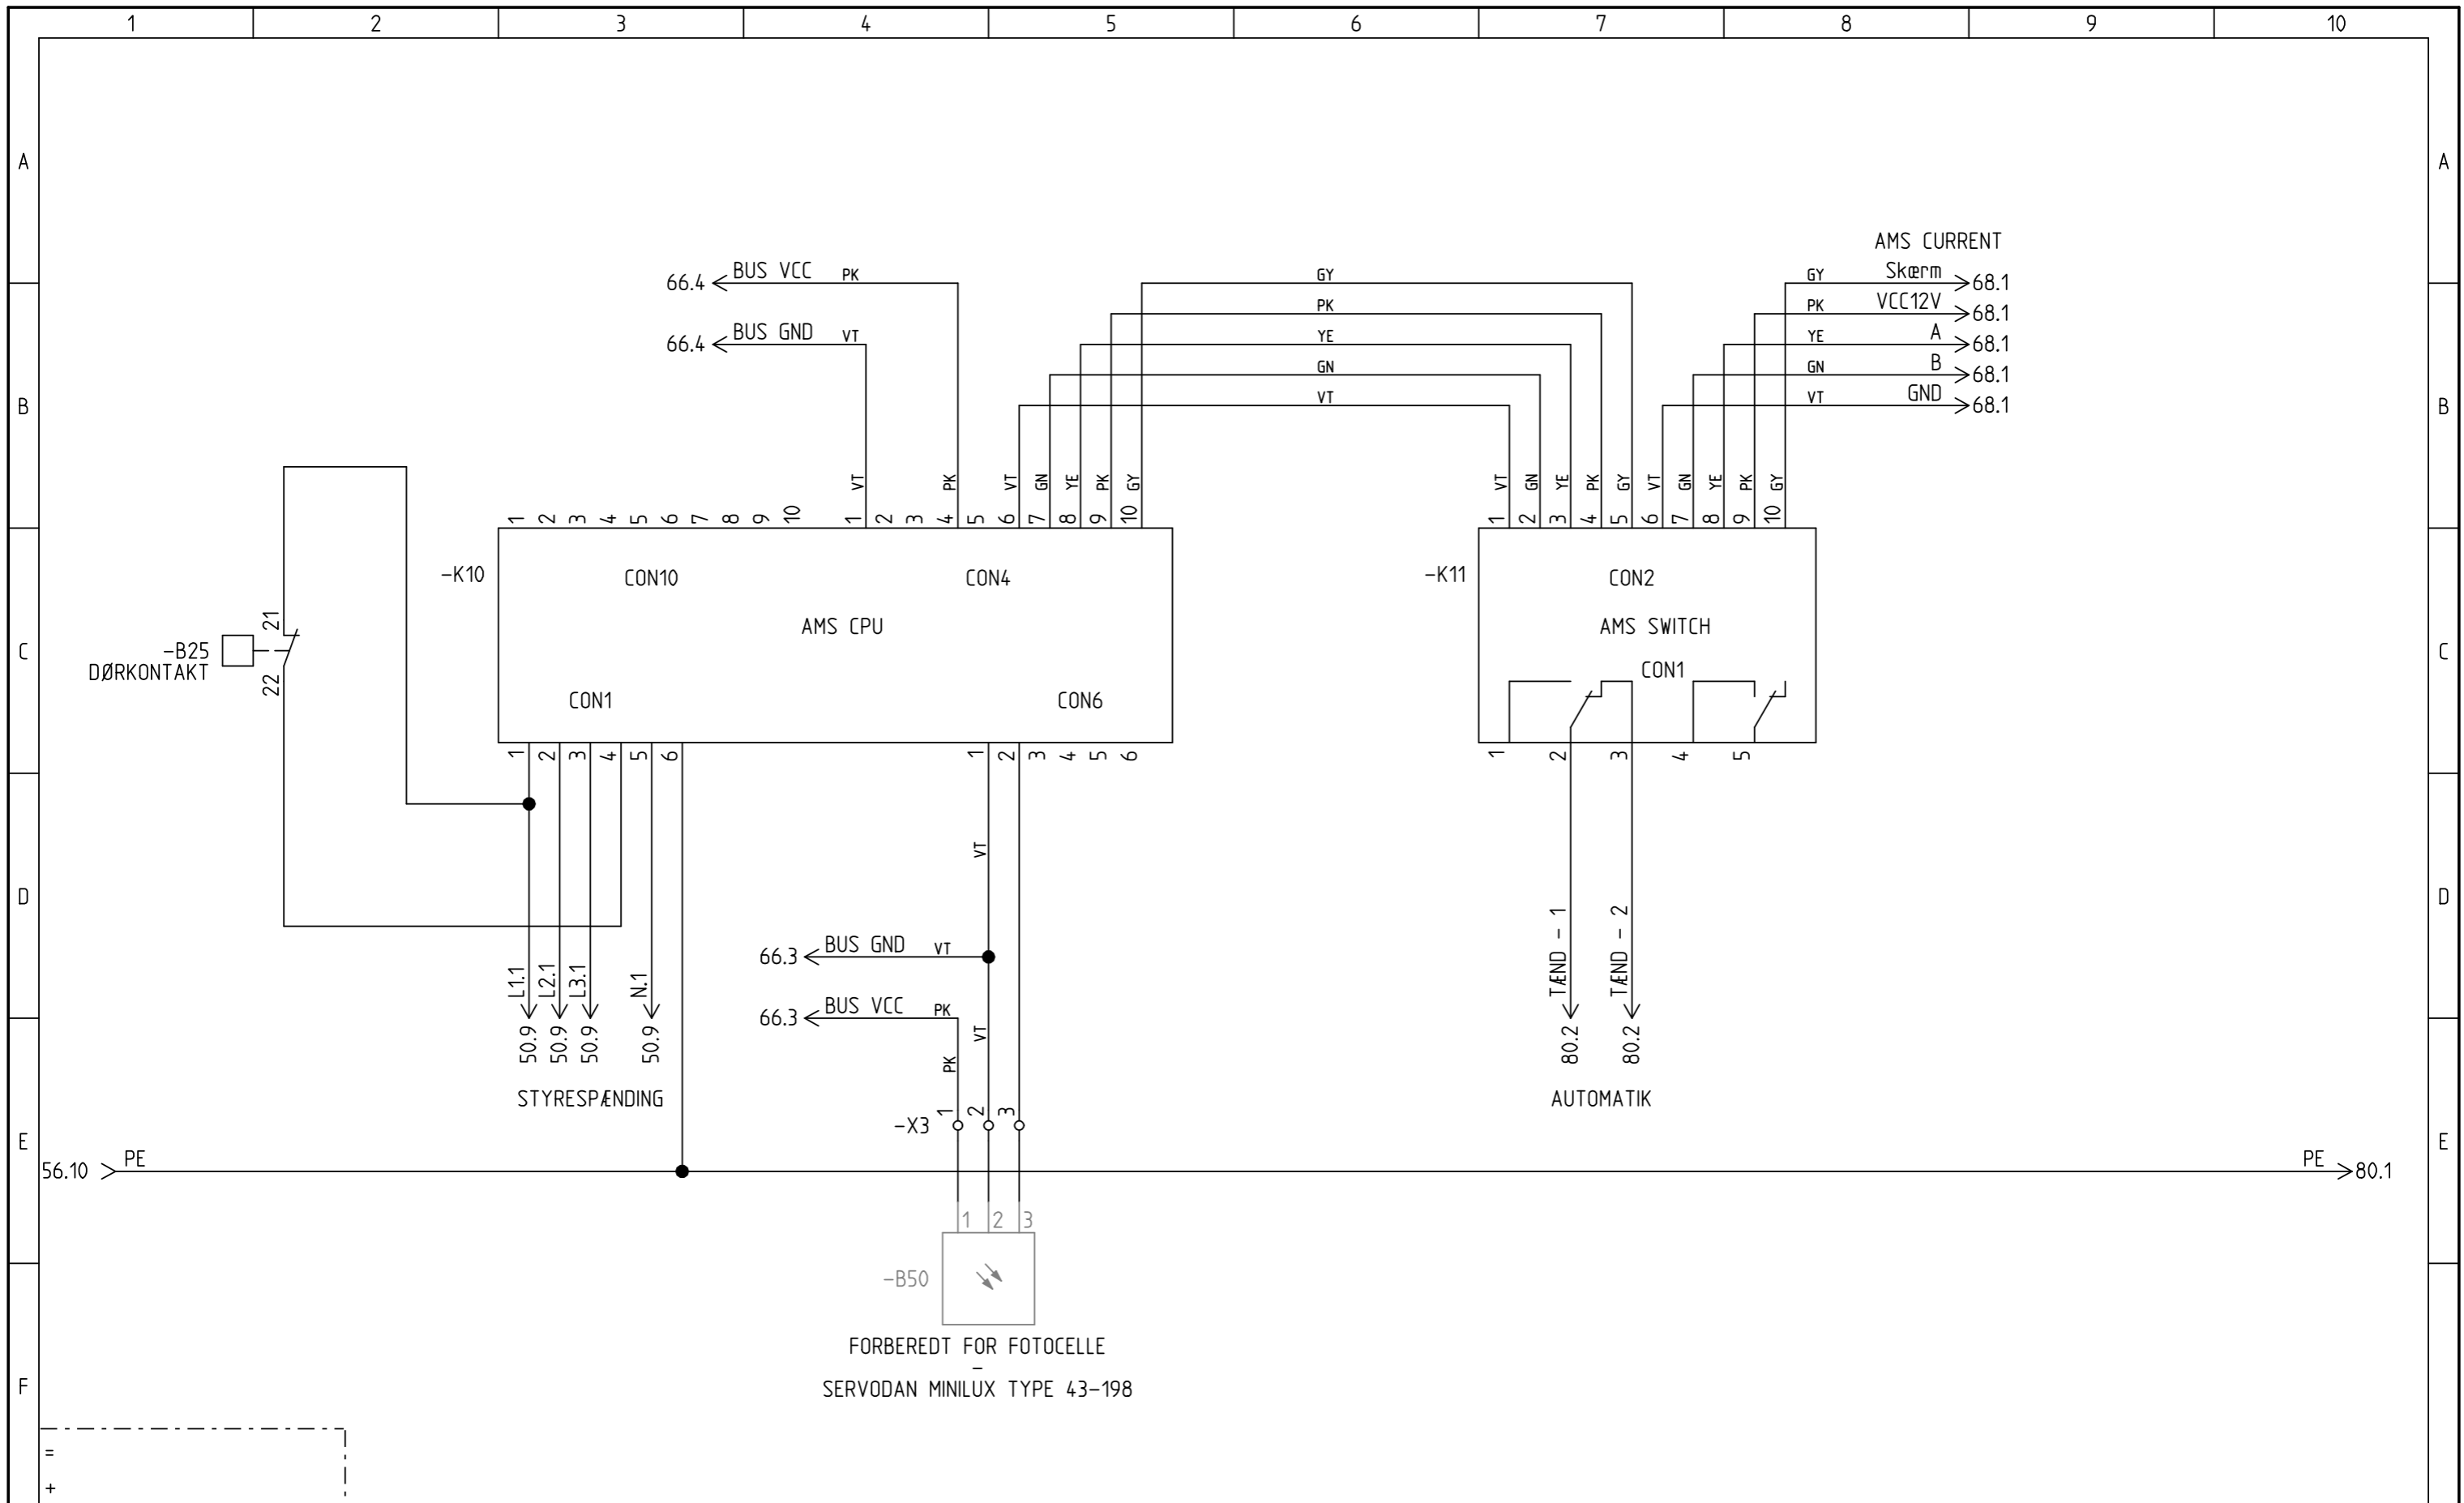 1 2 3 4 5 6 7 8 9 10
A A
AMS CURRENT
66.4 BUS VCC PK GY GY Skærm 68.1
PK PK VCC12V 68.1
66.4 BUS GND VT YE YE A 68.1
GN GN B 68.1
B VT VT GND 68.1 B
VT PK VT GN YE PK GY VT GN YE PK GY VT GN YE PK GY
1 2 3 4 5 6 7 8 9 10 1 2 3 4 5 6 7 8 9 10 1 2 3 4 5 6 7 8 9 10
-K10 CON10 CON4 -K11 CON2
21
AMS CPU AMS SWITCH
C -B25 C
DØRKONTAKT
22
CON1
CON1 CON6
1 2 3 4 5 6 1 2 3 4 5 6 1 2 3 4 5
VT
D D
TÆND - 1 TÆND - 2
66.3 BUS GND VT
L1.1 L2.1 L3.1 N.1
66.3 BUS VCC PK
VT
50.9 50.9 50.9 50.9 80.2 80.2
PK
STYRESPÆNDING AUTOMATIK
-X3 1 2 3
E E
56.10 PE PE 80.1
1 2 3
-B50
FORBEREDT FOR FOTOCELLE
-
F SERVODAN MINILUX TYPE 43-198
=
+